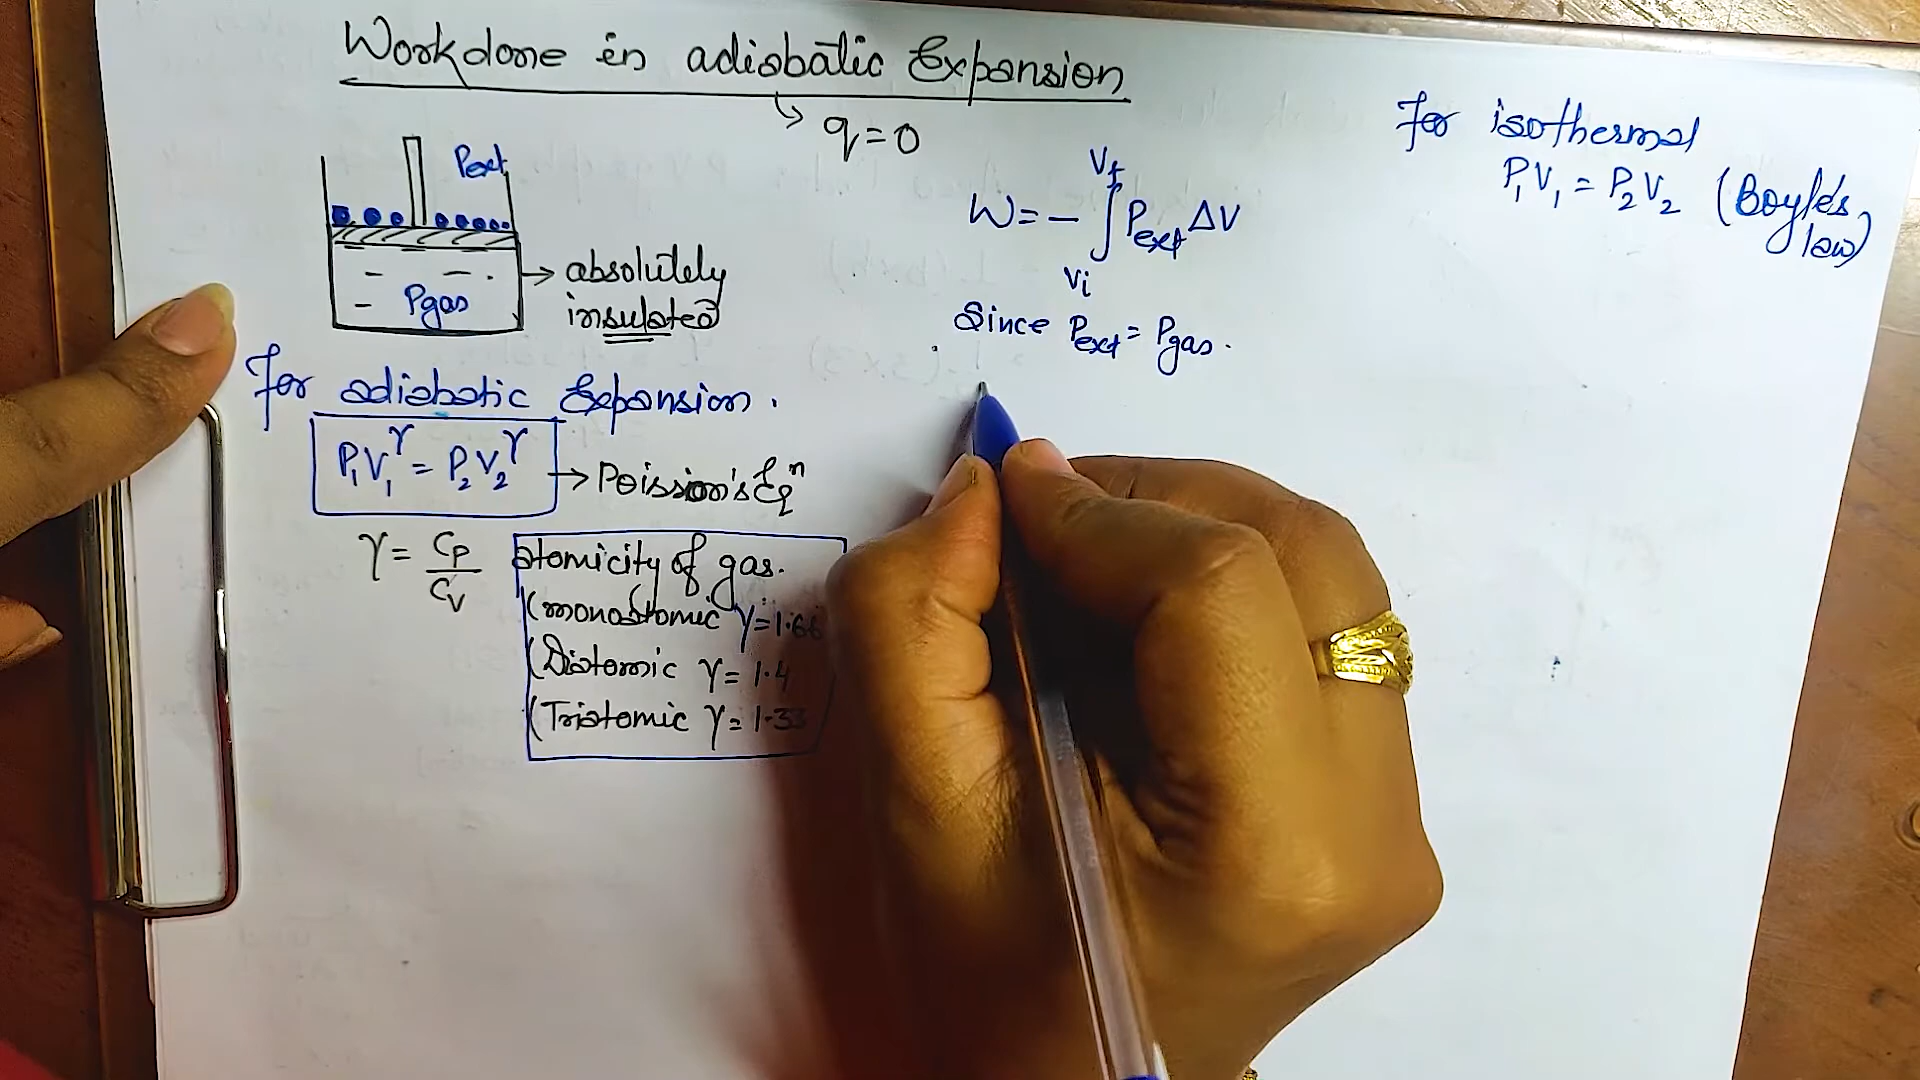 Workdone in adiabatic Expansion
q = 0
Pext
Pgas
absolutely
insulated
For adiabatic Expansion.
P₁V₁^γ = P₂V₂^γ → Poission's Eqⁿ
γ = Cp/Cv
atomicity of gas.
(monoatomic γ = 1.66
(Diatomic γ = 1.4
(Triatomic γ = 1.33
Vf
W = - ∫ Pext ΔV
Vi
Since Pext = Pgas.
For isothermal
P₁V₁ = P₂V₂ (Boyle's
law)